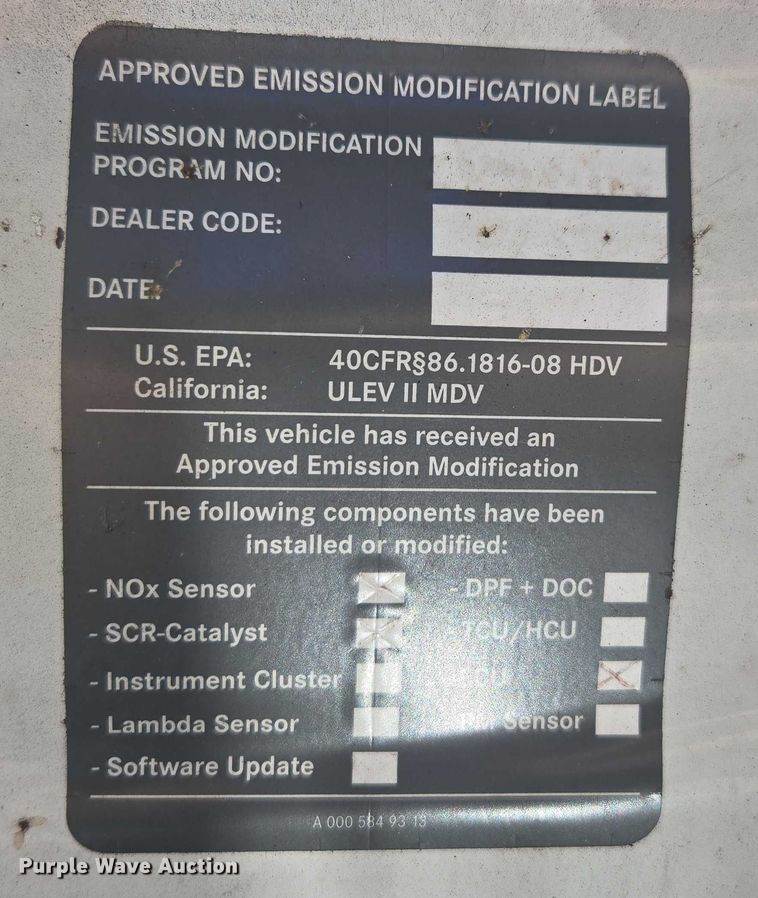 APPROVED EMISSION MODIFICATION LABEL
EMISSION MODIFICATION
PROGRAM NO:
DEALER CODE:
DATE:
U.S. EPA: 40CFR§86.1816-08 HDV
California: ULEV II MDV
This vehicle has received an
Approved Emission Modification
The following components have been
installed or modified:
- NOx Sensor - DPF + DOC
- SCR-Catalyst TCU/HCU
- Instrument Cluster
- Lambda Sensor Sensor
- Software Update
A 000 584 93 13
Purple Wave Auction